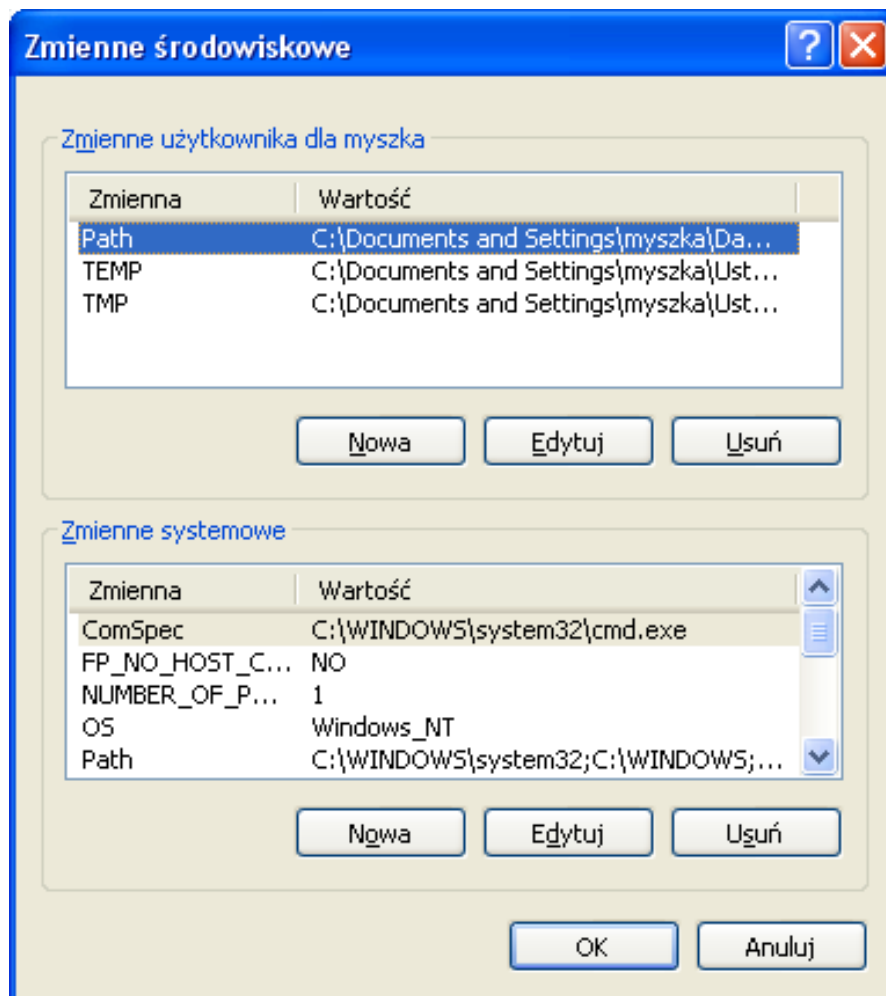 Zmienne środowiskowe
Zmienne użytkownika dla myszka
Zmienna Wartość
Path C:\Documents and Settings\myszka\Da...
TEMP C:\Documents and Settings\myszka\Ust...
TMP C:\Documents and Settings\myszka\Ust...
Nowa Edytuj Usuń
Zmienne systemowe
Zmienna Wartość
ComSpec C:\WINDOWS\system32\cmd.exe
FP_NO_HOST_C... NO
NUMBER_OF_P... 1
OS Windows_NT
Path C:\WINDOWS\system32;C:\WINDOWS;...
Nowa Edytuj Usuń
OK Anuluj